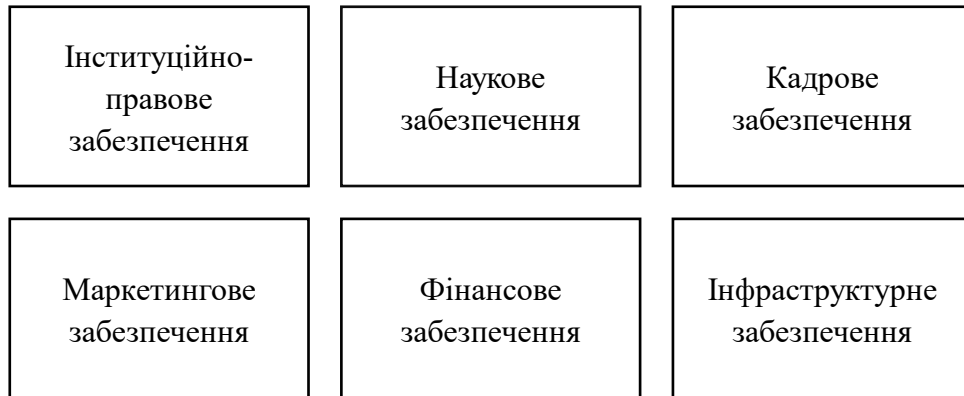 Інституційно-
правове
забезпечення
Наукове
забезпечення
Кадрове
забезпечення
Маркетингове
забезпечення
Фінансове
забезпечення
Інфраструктурне
забезпечення